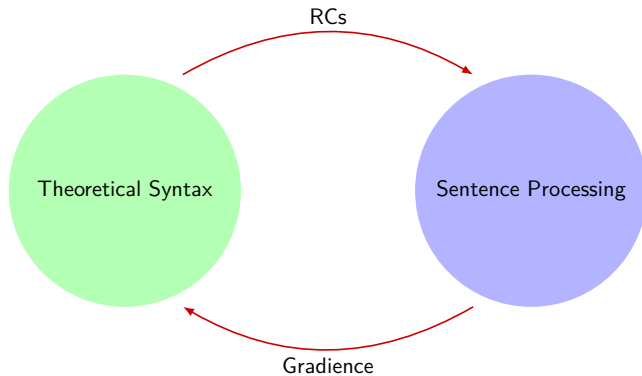 RCs
Theoretical Syntax
Sentence Processing
Gradience